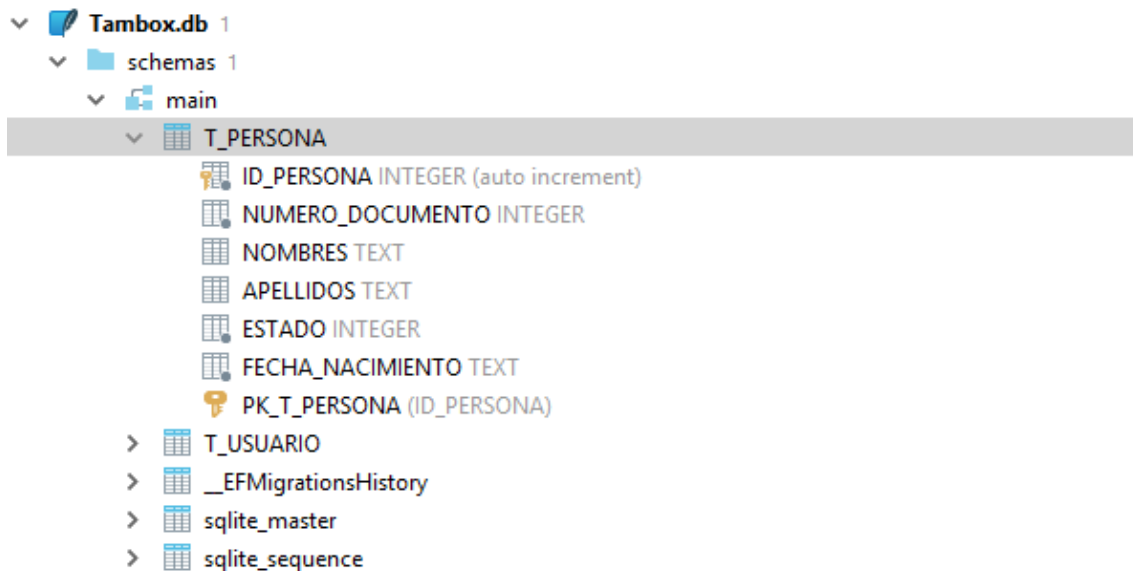 Tambox.db 1
schemas 1
main
T_PERSONA
ID_PERSONA INTEGER (auto increment)
NUMERO_DOCUMENTO INTEGER
NOMBRES TEXT
APELLIDOS TEXT
ESTADO INTEGER
FECHA_NACIMIENTO TEXT
PK_T_PERSONA (ID_PERSONA)
T_USUARIO
__EFMigrationsHistory
sqlite_master
sqlite_sequence